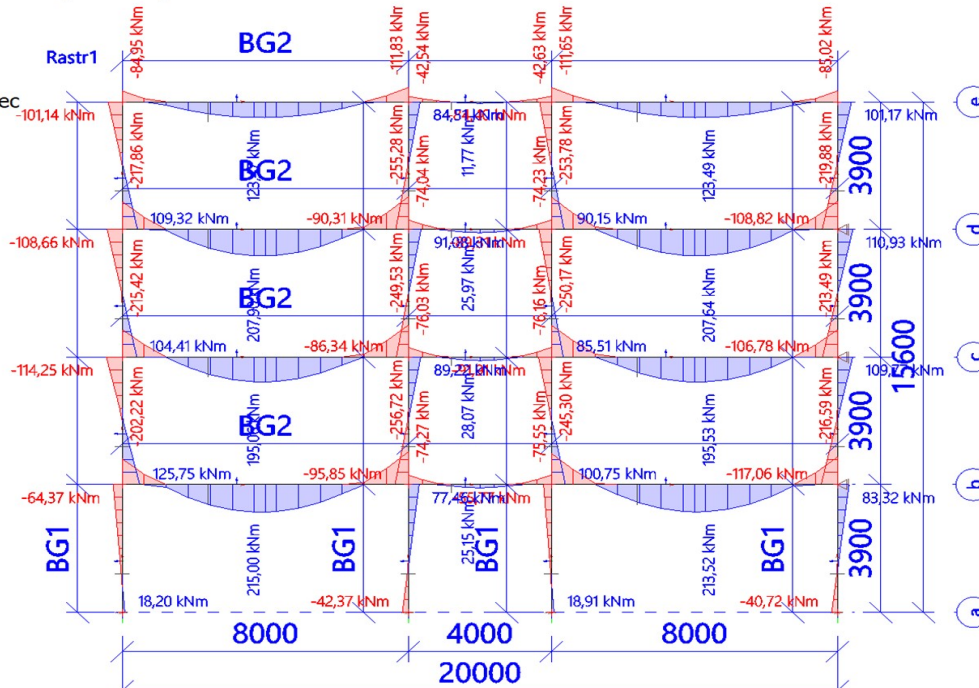 -84,95 kNm
-111,83 kNm
-42,54 kNm
-42,63 kNm
-111,65 kNm
-85,02 kNm
BG2
Rastr1
ec
e
-101,14 kNm
101,17 kNm
-217,86 kNm
BG2
-255,28 kNm
-74,04 kNm
11,77 kNm
-74,23 kNm
-253,78 kNm
123,49 kNm
-219,88 kNm
3900
109,32 kNm
-90,31 kNm
90,15 kNm
-108,82 kNm
d
-108,66 kNm
110,93 kNm
-215,42 kNm
BG2
-249,53 kNm
-76,03 kNm
25,97 kNm
-76,16 kNm
-250,17 kNm
207,64 kNm
-213,49 kNm
3900
15600
104,41 kNm
-86,34 kNm
85,51 kNm
-106,78 kNm
c
-114,25 kNm
-202,22 kNm
BG2
-256,72 kNm
-74,27 kNm
28,07 kNm
-245,30 kNm
195,53 kNm
-216,59 kNm
3900
125,75 kNm
-95,85 kNm
100,75 kNm
-117,06 kNm
b
-64,37 kNm
83,32 kNm
BG1
215,00 kNm
BG1
25,15 kNm
BG1
213,52 kNm
BG1
3900
18,20 kNm
-42,37 kNm
18,91 kNm
-40,72 kNm
a
8000
4000
8000
20000